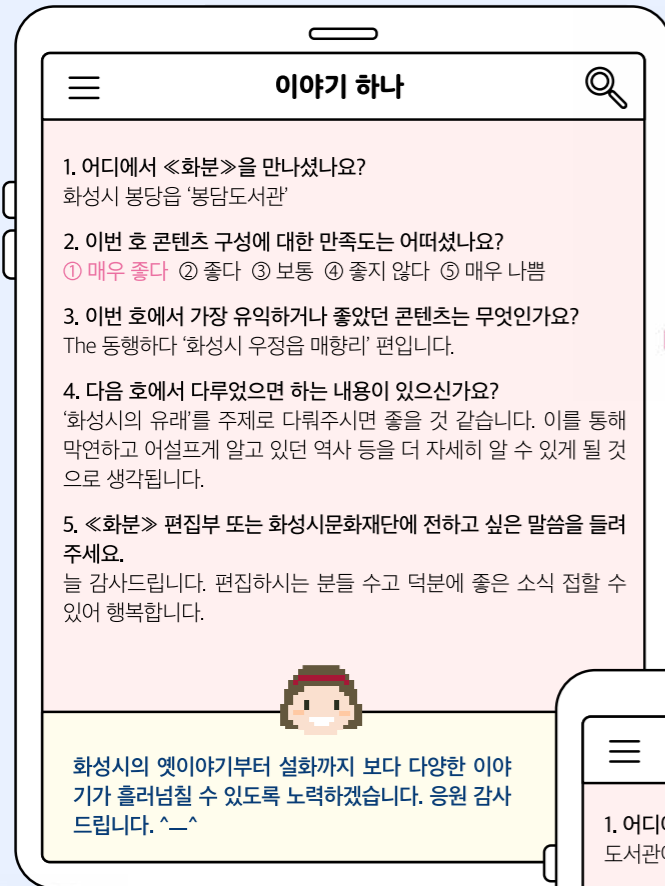 이야기 하나
1. 어디에서 ≪화분≫을 만나셨나요?
화성시 봉당읍 ‘봉담도서관’
2. 이번 호 콘텐츠 구성에 대한 만족도는 어떠셨나요?
① 매우 좋다 ② 좋다 ③ 보통 ④ 좋지 않다 ⑤ 매우 나쁨
3. 이번 호에서 가장 유익하거나 좋았던 콘텐츠는 무엇인가요?
The 동행하다 ‘화성시 우정읍 매향리’ 편입니다.
4. 다음 호에서 다루었으면 하는 내용이 있으신가요?
‘화성시의 유래’를 주제로 다뤄주시면 좋을 것 같습니다. 이를 통해
막연하고 어설프게 알고 있던 역사 등을 더 자세히 알 수 있게 될 것
으로 생각됩니다.
5. ≪화분≫ 편집부 또는 화성시문화재단에 전하고 싶은 말씀을 들려
주세요.
늘 감사드립니다. 편집하시는 분들 수고 덕분에 좋은 소식 접할 수
있어 행복합니다.
화성시의 옛이야기부터 설화까지 보다 다양한 이야
기가 흘러넘칠 수 있도록 노력하겠습니다. 응원 감사
드립니다. ^—^
1. 어디
도서관